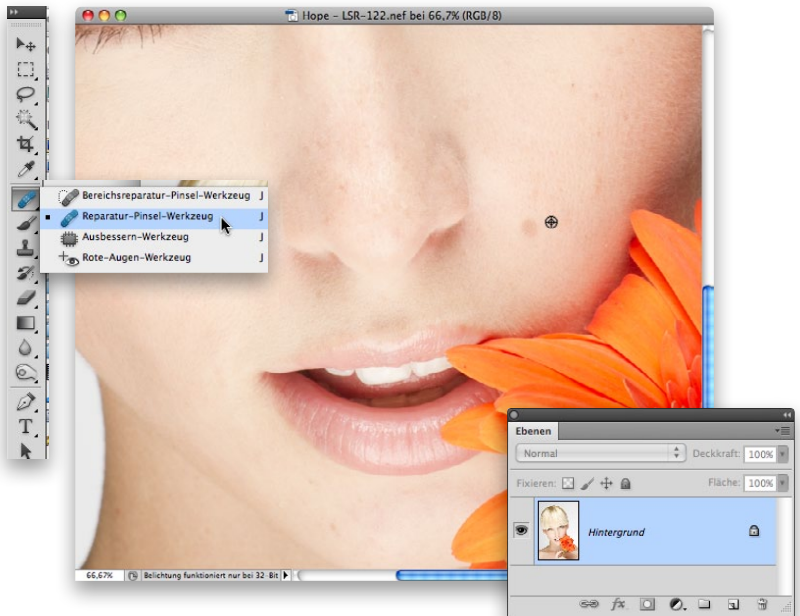 Hope – LSR-122.nef bei 66,7% (RGB/8)
Bereichsreparatur-Pinsel-Werkzeug J
Reparatur-Pinsel-Werkzeug J
Ausbessern-Werkzeug J
Rote-Augen-Werkzeug J
T
Ebenen
Normal
Deckkraft: 100%
Fixieren:
Fläche: 100%
Hintergrund
fx
66,67%
Belichtung funktioniert nur bei 32-Bit